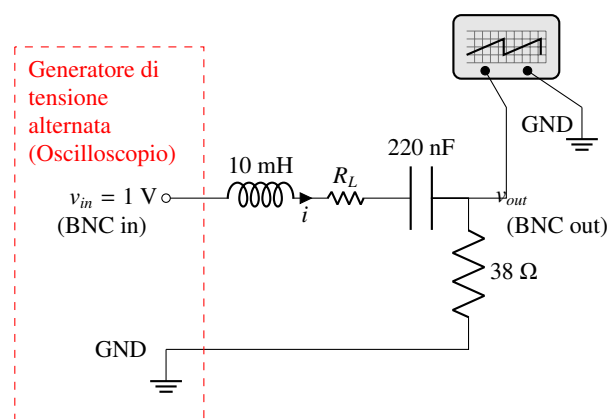 Generatore di
tensione
alternata
(Oscilloscopio)
GND
10 mH
R_L
220 nF
v_in = 1 V
(BNC in)
i
v_out
(BNC out)
38 Ω
GND